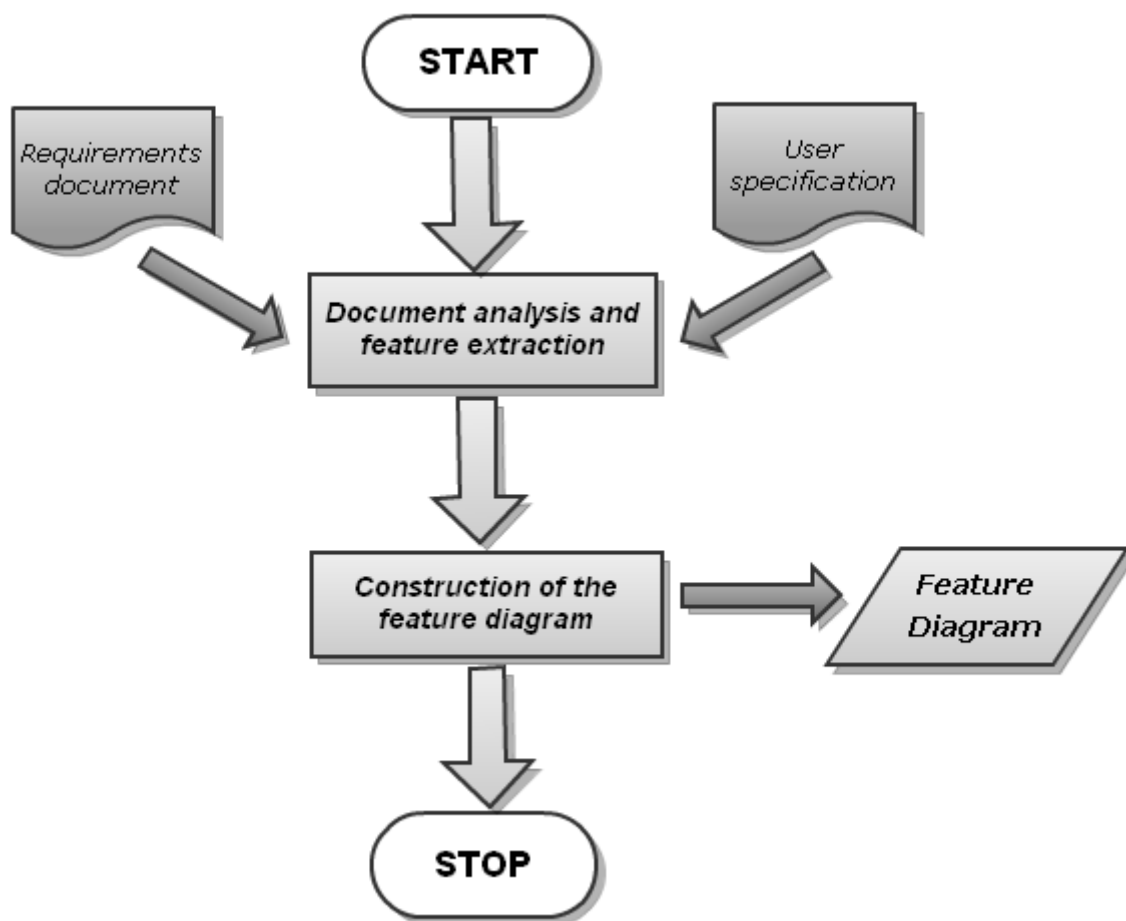 START
Requirements
document
User
specification
Document analysis and
feature extraction
Construction of the
feature diagram
Feature
Diagram
STOP